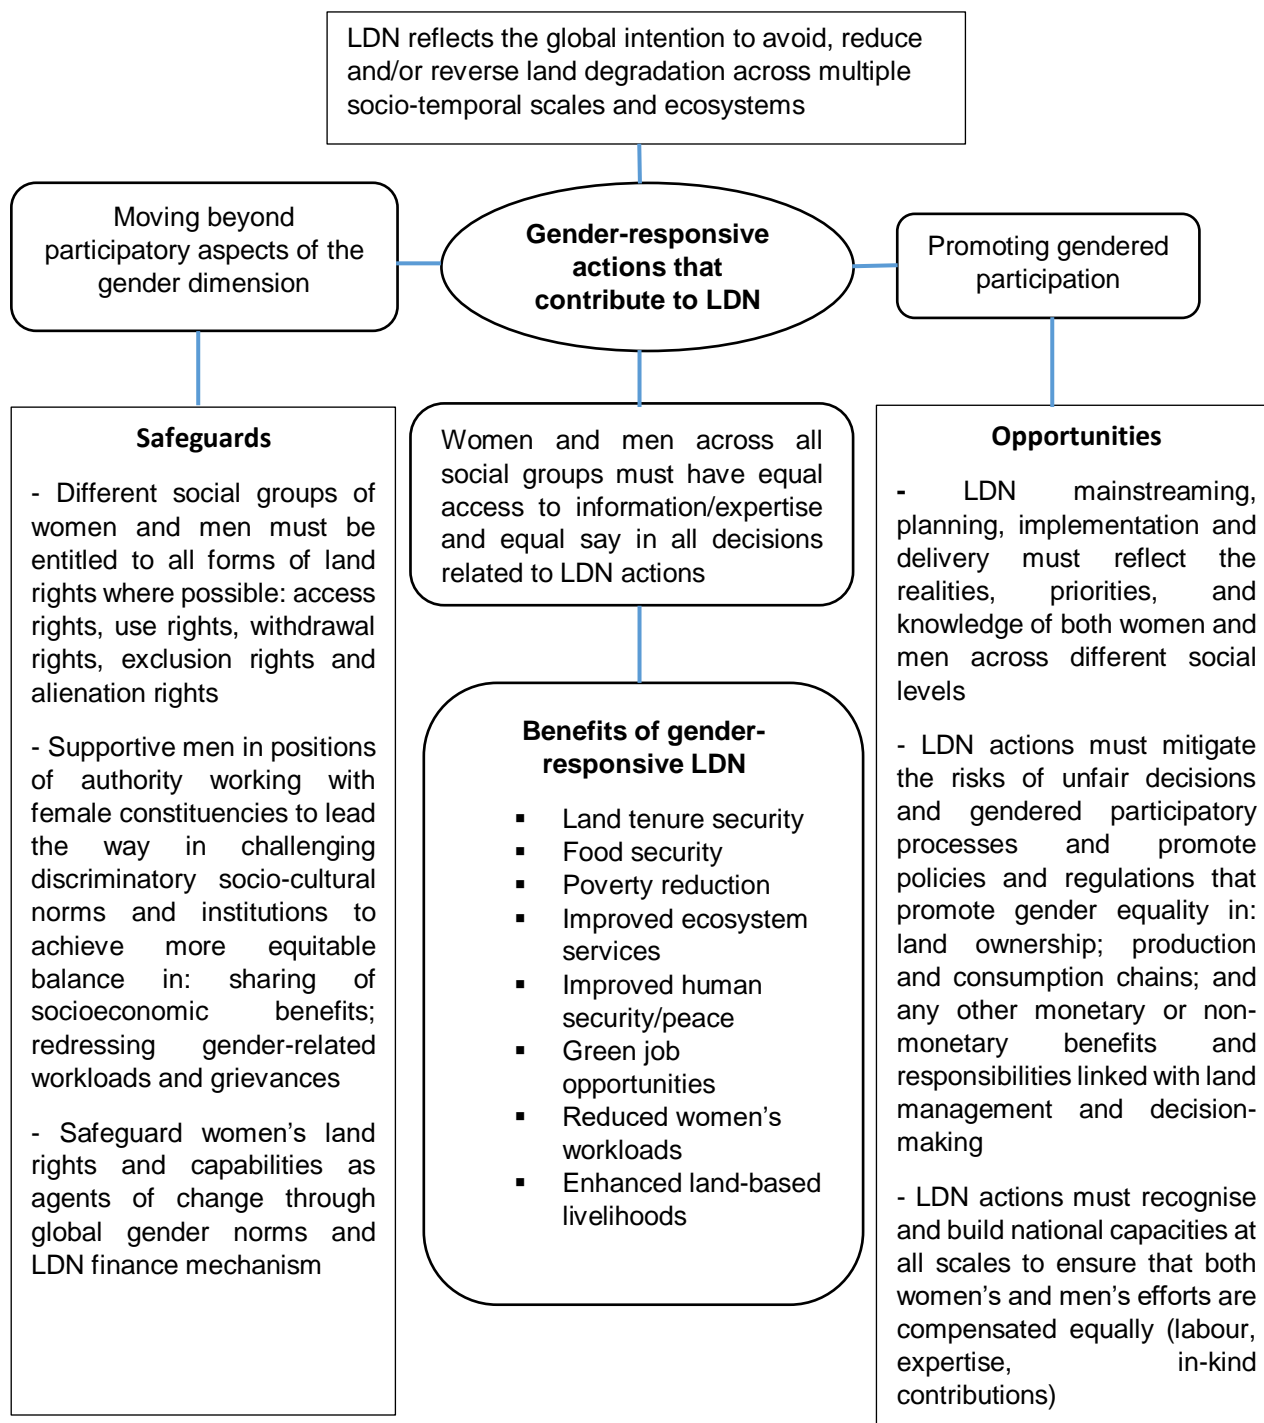 LDN reflects the global intention to avoid, reduce
and/or reverse land degradation across multiple
socio-temporal scales and ecosystems
Moving beyond
participatory aspects of the
gender dimension
Gender-responsive
actions that
contribute to LDN
Promoting gendered
participation
Safeguards
- Different social groups of
women and men must be
entitled to all forms of land
rights where possible: access
rights, use rights, withdrawal
rights, exclusion rights and
alienation rights
- Supportive men in positions
of authority working with
female constituencies to lead
the way in challenging
discriminatory socio-cultural
norms and institutions to
achieve more equitable
balance in: sharing of
socioeconomic benefits;
redressing gender-related
workloads and grievances
- Safeguard women’s land
rights and capabilities as
agents of change through
global gender norms and
LDN finance mechanism
Women and men across all
social groups must have equal
access to information/expertise
and equal say in all decisions
related to LDN actions
Benefits of gender-
responsive LDN
▪ Land tenure security
▪ Food security
▪ Poverty reduction
▪ Improved ecosystem
services
▪ Improved human
security/peace
▪ Green job
opportunities
▪ Reduced women’s
workloads
▪ Enhanced land-based
livelihoods
Opportunities
- LDN mainstreaming,
planning, implementation and
delivery must reflect the
realities, priorities, and
knowledge of both women and
men across different social
levels
- LDN actions must mitigate
the risks of unfair decisions
and gendered participatory
processes and promote
policies and regulations that
promote gender equality in:
land ownership; production
and consumption chains; and
any other monetary or non-
monetary benefits and
responsibilities linked with land
management and decision-
making
- LDN actions must recognise
and build national capacities at
all scales to ensure that both
women’s and men’s efforts are
compensated equally (labour,
expertise, in-kind
contributions)